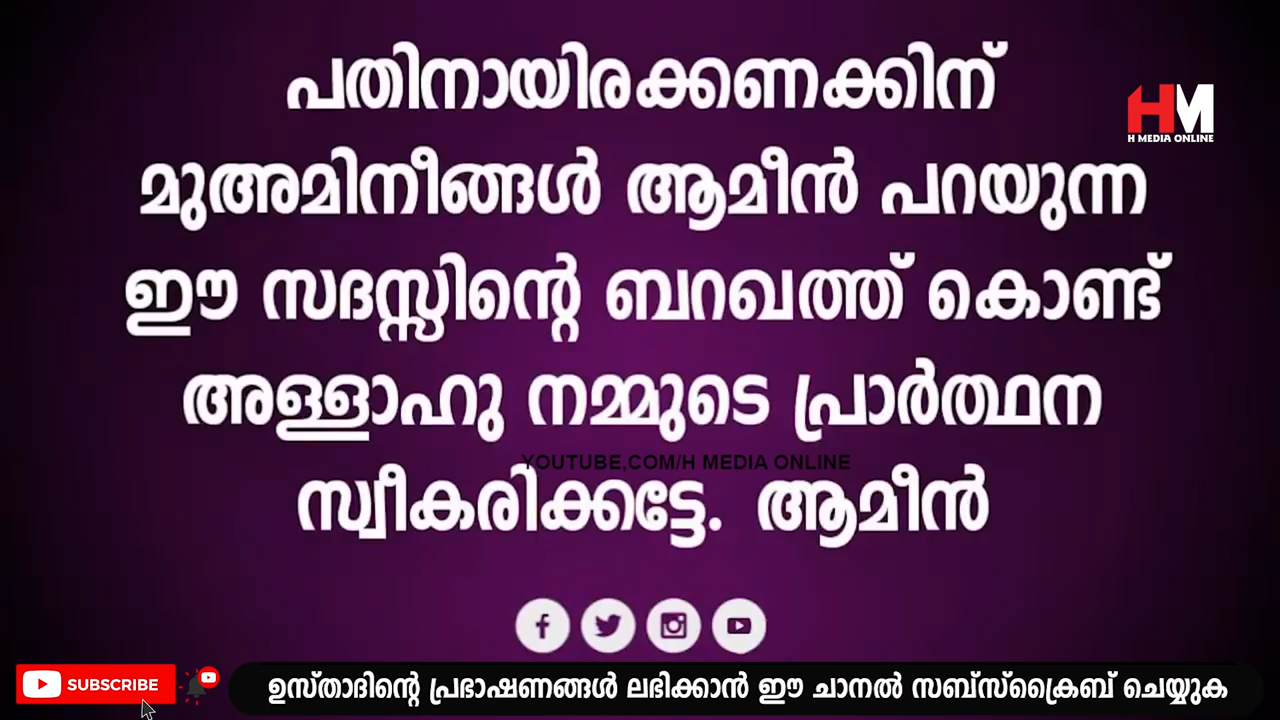 പതിനായിരക്കണക്കിന്
HM
H MEDIA ONLINE
മുഅമിനീങ്ങൾ ആമീൻ പറയുന്ന
ഈ സദസ്സിന്റെ ബറഖത്ത് കൊണ്ട്
അള്ളാഹു നമ്മുടെ പ്രാർത്ഥന
YOUTUBE,COM/H MEDIA ONLINE
സ്വീകരിക്കട്ടേ. ആമീൻ
SUBSCRIBE
ഉസ്താദിന്റെ പ്രഭാഷണങ്ങൾ ലഭിക്കാൻ ഈ ചാനൽ സബ്സ്ക്രൈബ് ചെയ്യുക